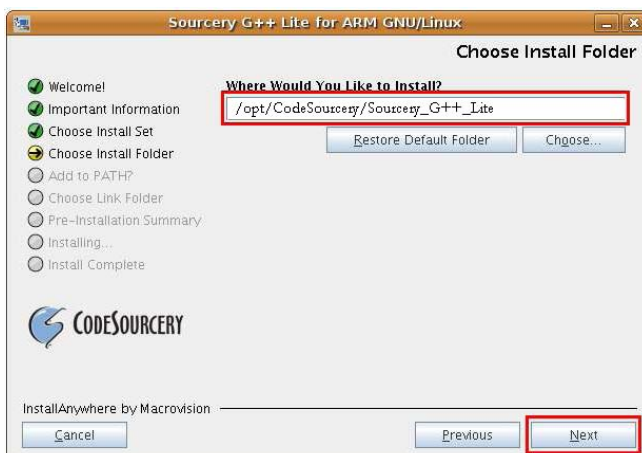 Sourcery G++ Lite for ARM GNU/Linux
Choose Install Folder
Welcome!
Important Information
Choose Install Set
Choose Install Folder
Add to PATH?
Choose Link Folder
Pre-Installation Summary
Installing...
Install Complete
Where Would You Like to Install?
/opt/CodeSourcery/Sourcery_G++_Lite
Restore Default Folder
Choose...
CODESOURCERY
InstallAnywhere by Macrovision
Cancel
Previous
Next